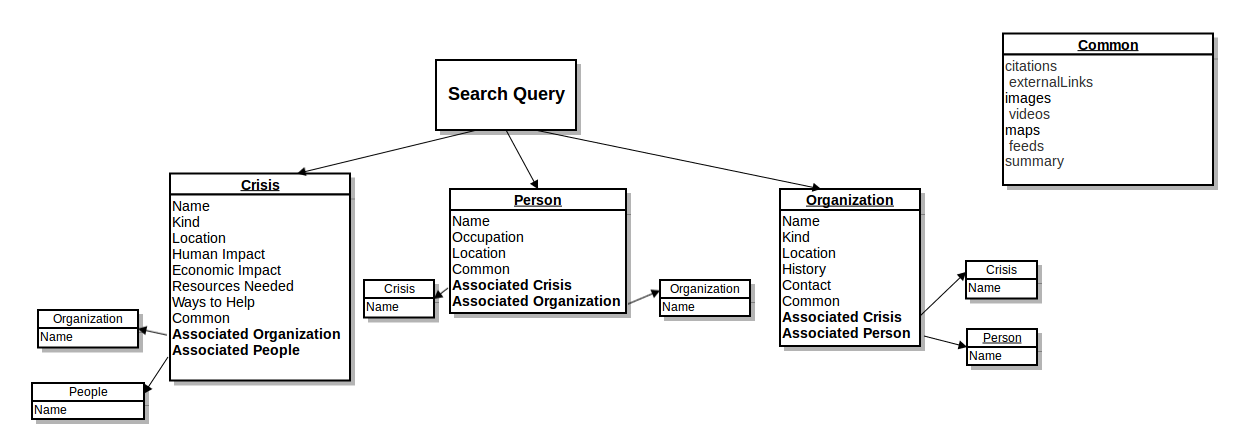 Common
citations
externalLinks
images
videos
maps
feeds
summary
Search Query
Crisis
Name
Kind
Location
Human Impact
Economic Impact
Resources Needed
Ways to Help
Common
Associated Organization
Associated People
Organization
Name
People
Name
Person
Name
Occupation
Location
Common
Associated Crisis
Associated Organization
Crisis
Name
Organization
Name
Organization
Name
Kind
Location
History
Contact
Common
Associated Crisis
Associated Person
Crisis
Name
Person
Name